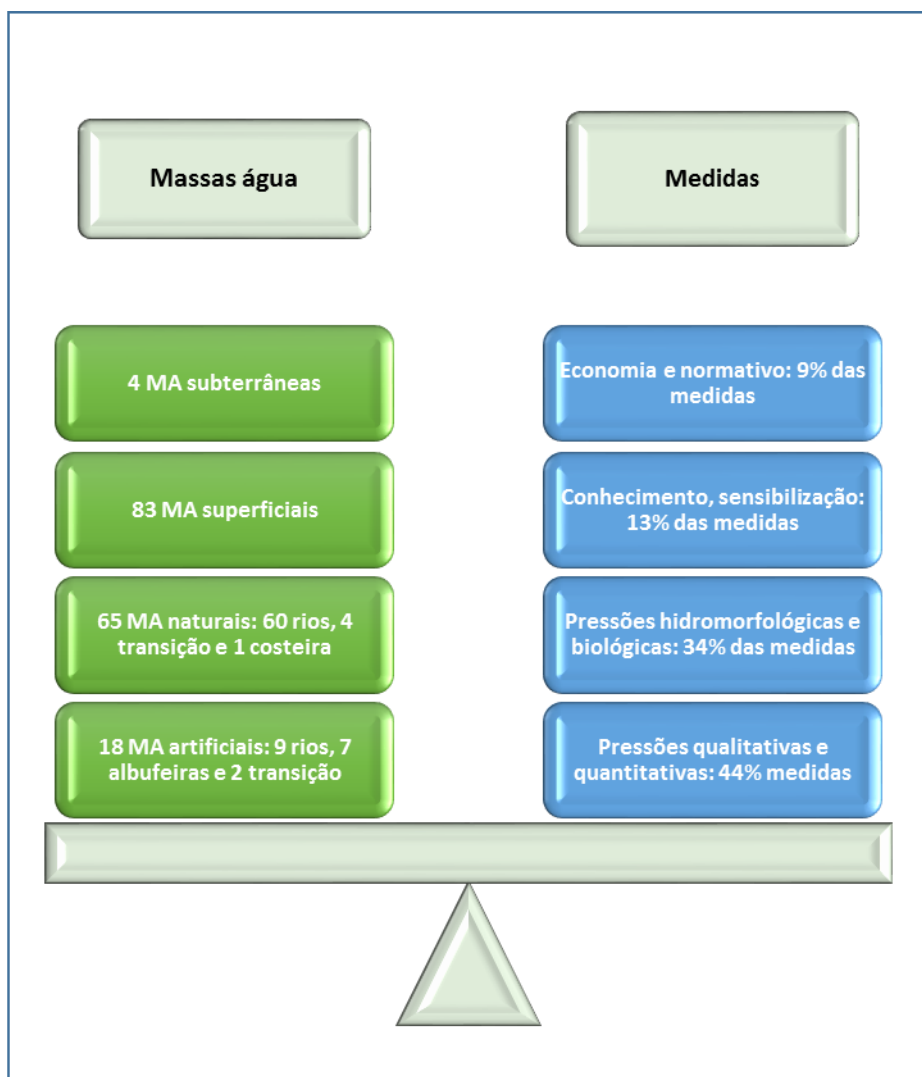 Massas água
Medidas
4 MA subterrâneas
83 MA superficiais
65 MA naturais: 60 rios, 4
transição e 1 costeira
18 MA artificiais: 9 rios, 7
albufeiras e 2 transição
Economia e normativo: 9% das
medidas
Conhecimento, sensibilização:
13% das medidas
Pressões hidromorfológicas e
biológicas: 34% das medidas
Pressões qualitativas e
quantitativas: 44% medidas